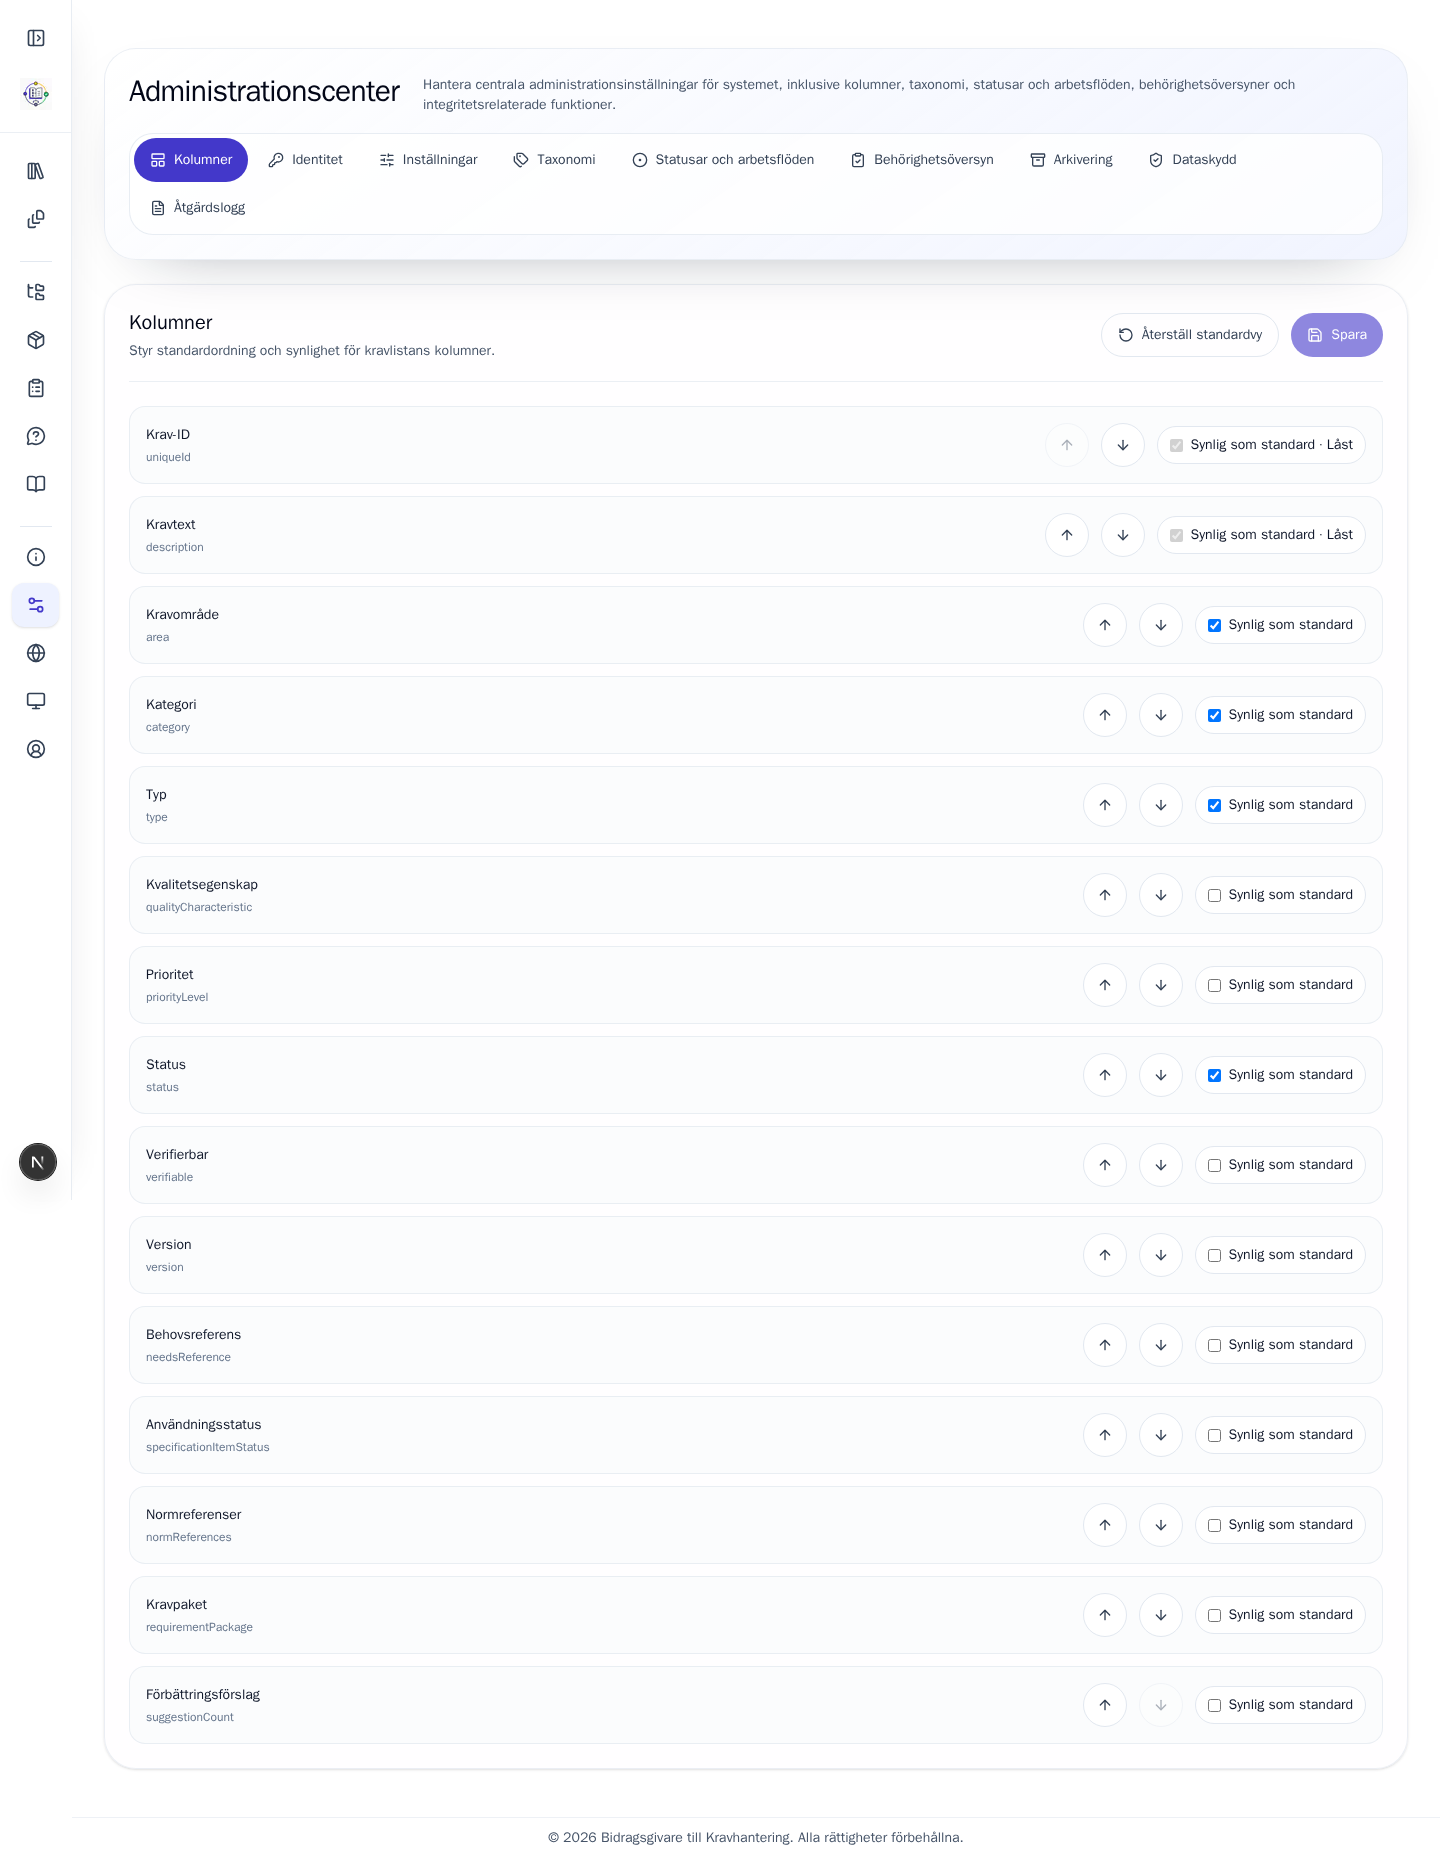 Administrationscenter
Hantera centrala administrationsinställningar för systemet, inklusive kolumner, taxonomi, statusar och arbetsflöden, behörighetsöversyner och
integritetsrelaterade funktioner.
Kolumner
Identitet
Inställningar
Taxonomi
Statusar och arbetsflöden
Behörighetsöversyn
Arkivering
Dataskydd
Åtgärdslogg
Kolumner
Styr standardordning och synlighet för kravlistans kolumner.
Återställ standardvy
Spara
Krav-ID
uniqueId
Synlig som standard · Låst
Kravtext
description
Synlig som standard · Låst
Kravområde
area
Synlig som standard
Kategori
category
Synlig som standard
Typ
type
Synlig som standard
Kvalitetsegenskap
qualityCharacteristic
Synlig som standard
Prioritet
priorityLevel
Synlig som standard
Status
status
Synlig som standard
Verifierbar
verifiable
Synlig som standard
Version
version
Synlig som standard
Behovsreferens
needsReference
Synlig som standard
Användningsstatus
specificationItemStatus
Synlig som standard
Normreferenser
normReferences
Synlig som standard
Kravpaket
requirementPackage
Synlig som standard
Förbättringsförslag
suggestionCount
Synlig som standard
N
© 2026 Bidragsgivare till Kravhantering. Alla rättigheter förbehållna.